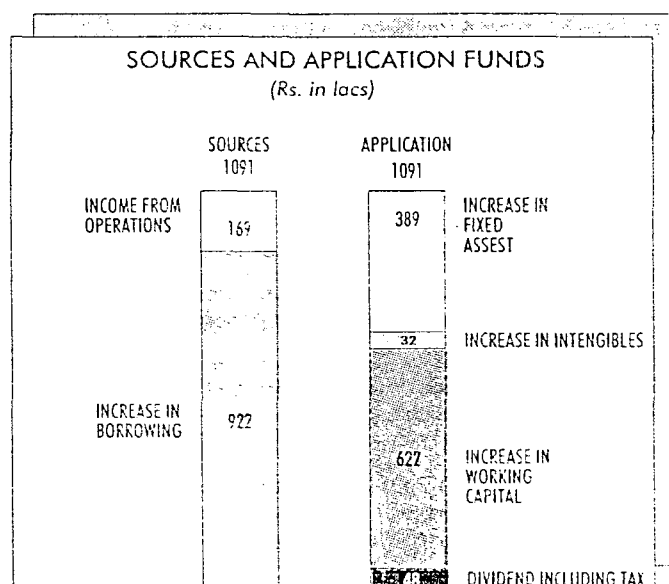 SOURCES AND APPLICATION FUNDS
(Rs. in lacs)
SOURCES
1091
APPLICATION
1091
INCOME FROM
OPERATIONS
169
389
INCREASE IN
FIXED
ASSEST
32
INCREASE IN INTENGIBLES
INCREASE IN
BORROWING
922
622
INCREASE IN
WORKING
CAPITAL
DIVIDEND INCLUDING TAX